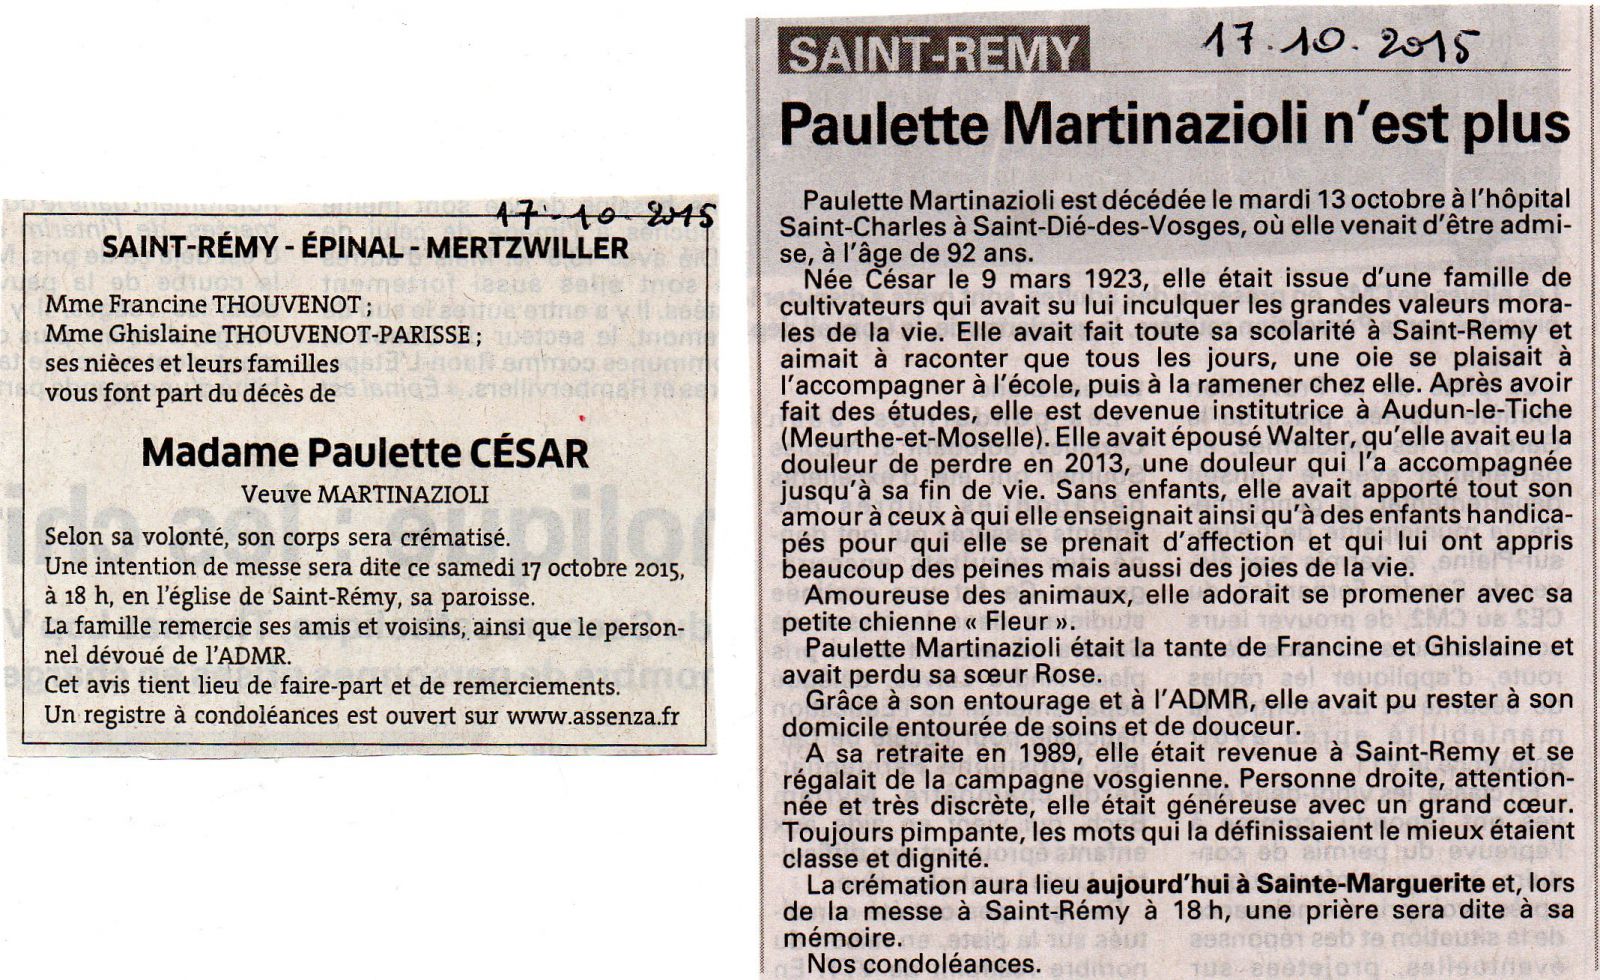 17-10-2015
SAINT-RÉMY - ÉPINAL - MERTZWILLER
Mme Francine THOUVENOT ;
Mme Ghislaine THOUVENOT-PARISSE ;
ses nièces et leurs familles
vous font part du décès de
Madame Paulette CÉSAR
Veuve MARTINAZIOLI
Selon sa volonté, son corps sera crématisé.
Une intention de messe sera dite ce samedi 17 octobre 2015,
à 18 h, en l'église de Saint-Rémy, sa paroisse.
La famille remercie ses amis et voisins, ainsi que le person-
nel dévoué de l'ADMR.
Cet avis tient lieu de faire-part et de remerciements.
Un registre à condoléances est ouvert sur www.assenza.fr
SAINT-REMY 17.10.2015
Paulette Martinazioli n'est plus
Paulette Martinazioli est décédée le mardi 13 octobre à l'hôpital
Saint-Charles à Saint-Dié-des-Vosges, où elle venait d'être admi-
se, à l'âge de 92 ans.
Née César le 9 mars 1923, elle était issue d'une famille de
cultivateurs qui avait su lui inculquer les grandes valeurs mora-
les de la vie. Elle avait fait toute sa scolarité à Saint-Remy et
aimait à raconter que tous les jours, une oie se plaisait à
l'accompagner à l'école, puis à la ramener chez elle. Après avoir
fait des études, elle est devenue institutrice à Audun-le-Tiche
(Meurthe-et-Moselle). Elle avait épousé Walter, qu'elle avait eu la
douleur de perdre en 2013, une douleur qui l'a accompagnée
jusqu'à sa fin de vie. Sans enfants, elle avait apporté tout son
amour à ceux à qui elle enseignait ainsi qu'à des enfants handica-
pés pour qui elle se prenait d'affection et qui lui ont appris
beaucoup des peines mais aussi des joies de la vie.
Amoureuse des animaux, elle adorait se promener avec sa
petite chienne « Fleur ».
Paulette Martinazioli était la tante de Francine et Ghislaine et
avait perdu sa sœur Rose.
Grâce à son entourage et à l'ADMR, elle avait pu rester à son
domicile entourée de soins et de douceur.
A sa retraite en 1989, elle était revenue à Saint-Remy et se
régalait de la campagne vosgienne. Personne droite, attention-
née et très discrète, elle était généreuse avec un grand cœur.
Toujours pimpante, les mots qui la définissaient le mieux étaient
classe et dignité.
La crémation aura lieu aujourd'hui à Sainte-Marguerite et, lors
de la messe à Saint-Rémy à 18 h, une prière sera dite à sa
mémoire.
Nos condoléances.